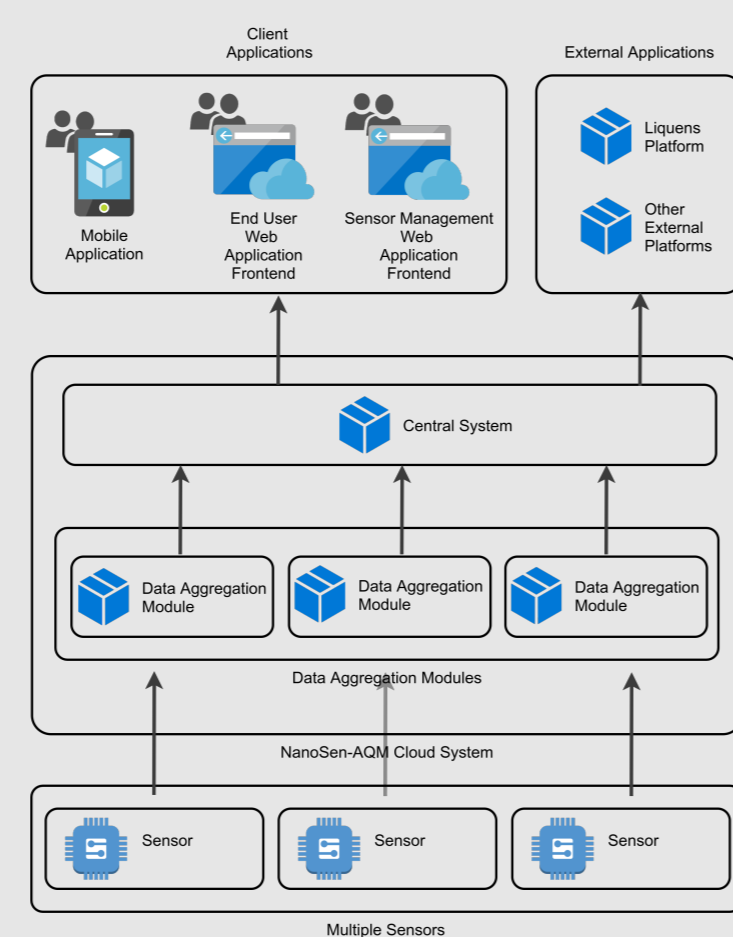 Client
Applications
External Applications
Mobile
Application
End User
Web
Application
Frontend
Sensor Management
Web
Application
Frontend
Liquens
Platform
Other
External
Platforms
Central System
Data Aggregation
Module
Data Aggregation
Module
Data Aggregation
Module
Data Aggregation Modules
NanoSen-AQM Cloud System
Sensor
Sensor
Sensor
Multiple Sensors